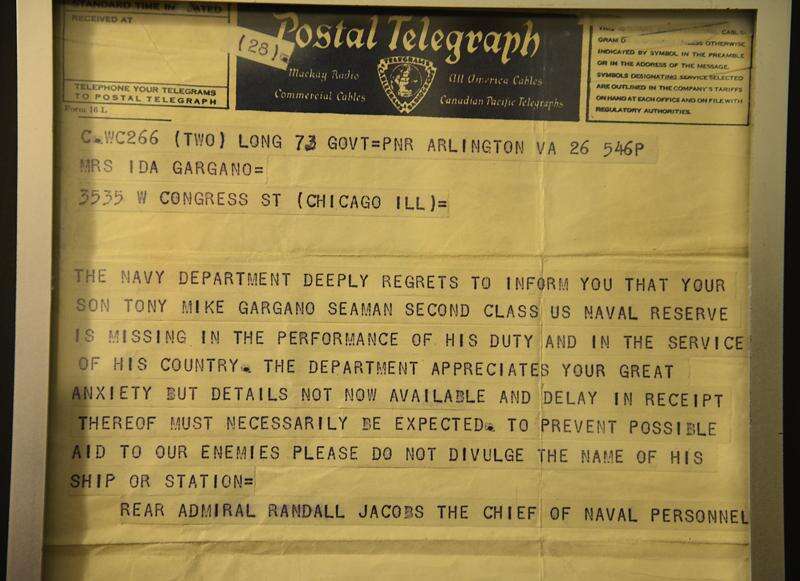 STANDARD TIME IN DATED
RECEIVED AT
TELEPHONE YOUR TELEGRAMS
TO POSTAL TELEGRAPH
Form 16 L
(28)=
Postal Telegraph
Mackay Radio
All America Cables
Commercial Cables
Canadian Pacific Telegraphs
TELEGRAMS
OTHERWISE
INDICATED BY SYMBOL IN THE PREAMBLE
OR IN THE ADDRESS OF THE MESSAGE.
SYMBOLS DESIGNATING SERVICE SELECTED
ARE OUTLINED IN THE COMPANY'S TARIFFS
ON HAND AT EACH OFFICE AND ON FILE WITH
REGULATORY AUTHORITIES.
C.WC266 (TWO) LONG 73 GOVT=PNR ARLINGTON VA 26 546P
MRS IDA GARGANO=
3535 W CONGRESS ST (CHICAGO ILL)=
THE NAVY DEPARTMENT DEEPLY REGRETS TO INFORM YOU THAT YOUR
SON TONY MIKE GARGANO SEAMAN SECOND CLASS US NAVAL RESERVE
IS MISSING IN THE PERFORMANCE OF HIS DUTY AND IN THE SERVICE
OF HIS COUNTRY. THE DEPARTMENT APPRECIATES YOUR GREAT
ANXIETY BUT DETAILS NOT NOW AVAILABLE AND DELAY IN RECEIPT
THEREOF MUST NECESSARILY BE EXPECTED. TO PREVENT POSSIBLE
AID TO OUR ENEMIES PLEASE DO NOT DIVULGE THE NAME OF HIS
SHIP OR STATION=
REAR ADMIRAL RANDALL JACOBS THE CHIEF OF NAVAL PERSONNEL